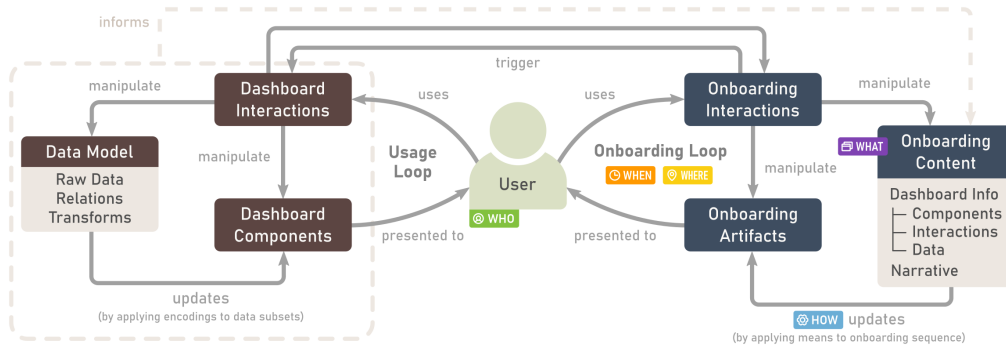 informs
trigger
manipulate
Dashboard
Interactions
uses
uses
Onboarding
Interactions
manipulate
Data Model
Raw Data
Relations
Transforms
manipulate
Usage
Loop
User
Onboarding Loop
WHEN
WHERE
manipulate
WHAT
Onboarding
Content
Dashboard Info
Components
Interactions
Data
Narrative
Dashboard
Components
presented to
WHO
presented to
Onboarding
Artifacts
updates
(by applying encodings to data subsets)
HOW updates
(by applying means to onboarding sequence)